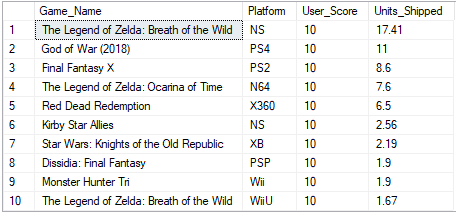 Game_Name Platform User_Score Units_Shipped
1 The Legend of Zelda: Breath of the Wild NS 10 17.41
2 God of War (2018) PS4 10 11
3 Final Fantasy X PS2 10 8.6
4 The Legend of Zelda: Ocarina of Time N64 10 7.6
5 Red Dead Redemption X360 10 6.5
6 Kirby Star Allies NS 10 2.56
7 Star Wars: Knights of the Old Republic XB 10 2.19
8 Dissidia: Final Fantasy PSP 10 1.9
9 Monster Hunter Tri Wii 10 1.9
10 The Legend of Zelda: Breath of the Wild WiiU 10 1.67